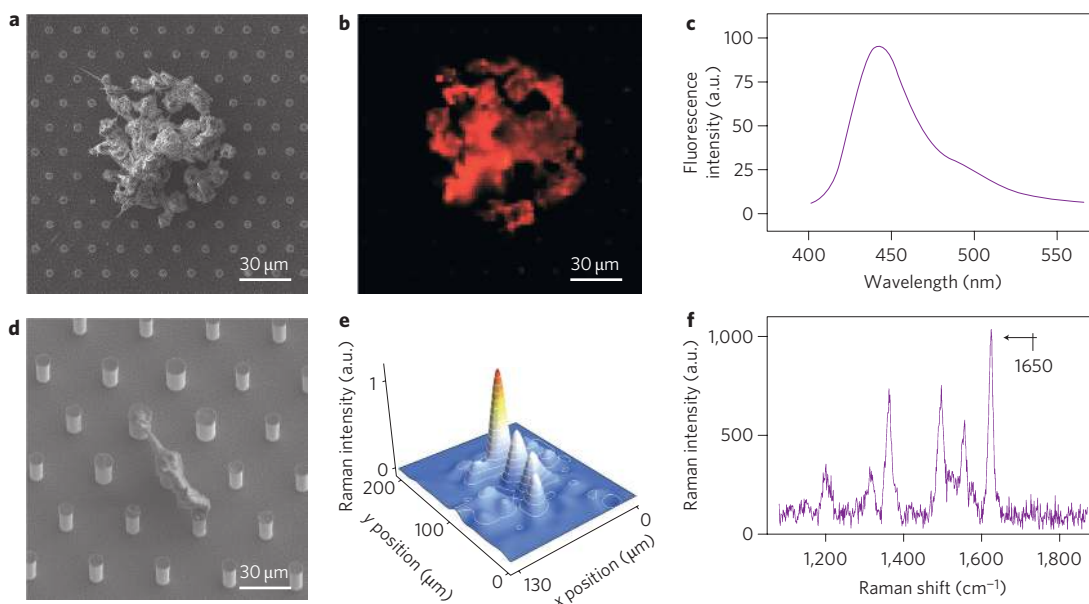 a
30 µm
b
30 µm
c
Fluorescence
intensity (a.u.)
100
75
50
25
0
400
450
500
550
Wavelength (nm)
d
30 µm
e
Raman intensity (a.u.)
1
0
200
100
0
y position (µm)
130
0
x position (µm)
f
Raman intensity (a.u.)
1,000
500
0
1650
1,200
1,400
1,600
1,800
Raman shift (cm⁻¹)